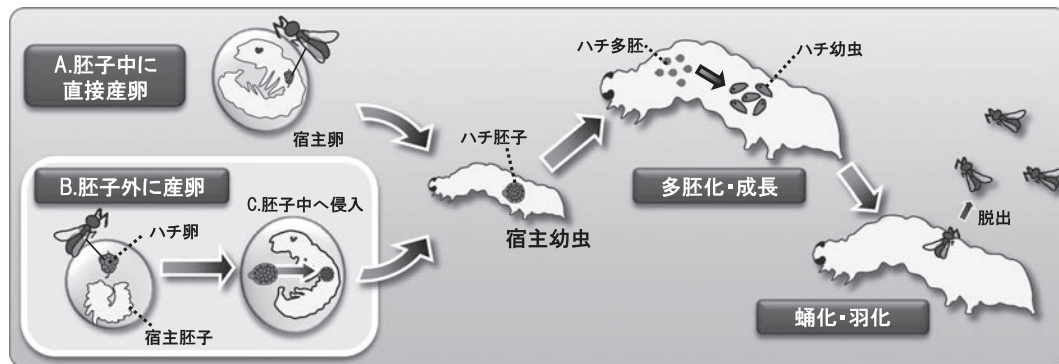 A.胚子中に
直接産卵
宿主卵
B.胚子外に産卵
ハチ卵
宿主胚子
C.胚子中へ侵入
ハチ胚子
宿主幼虫
ハチ多胚
ハチ幼虫
多胚化・成長
脱出
蛹化・羽化